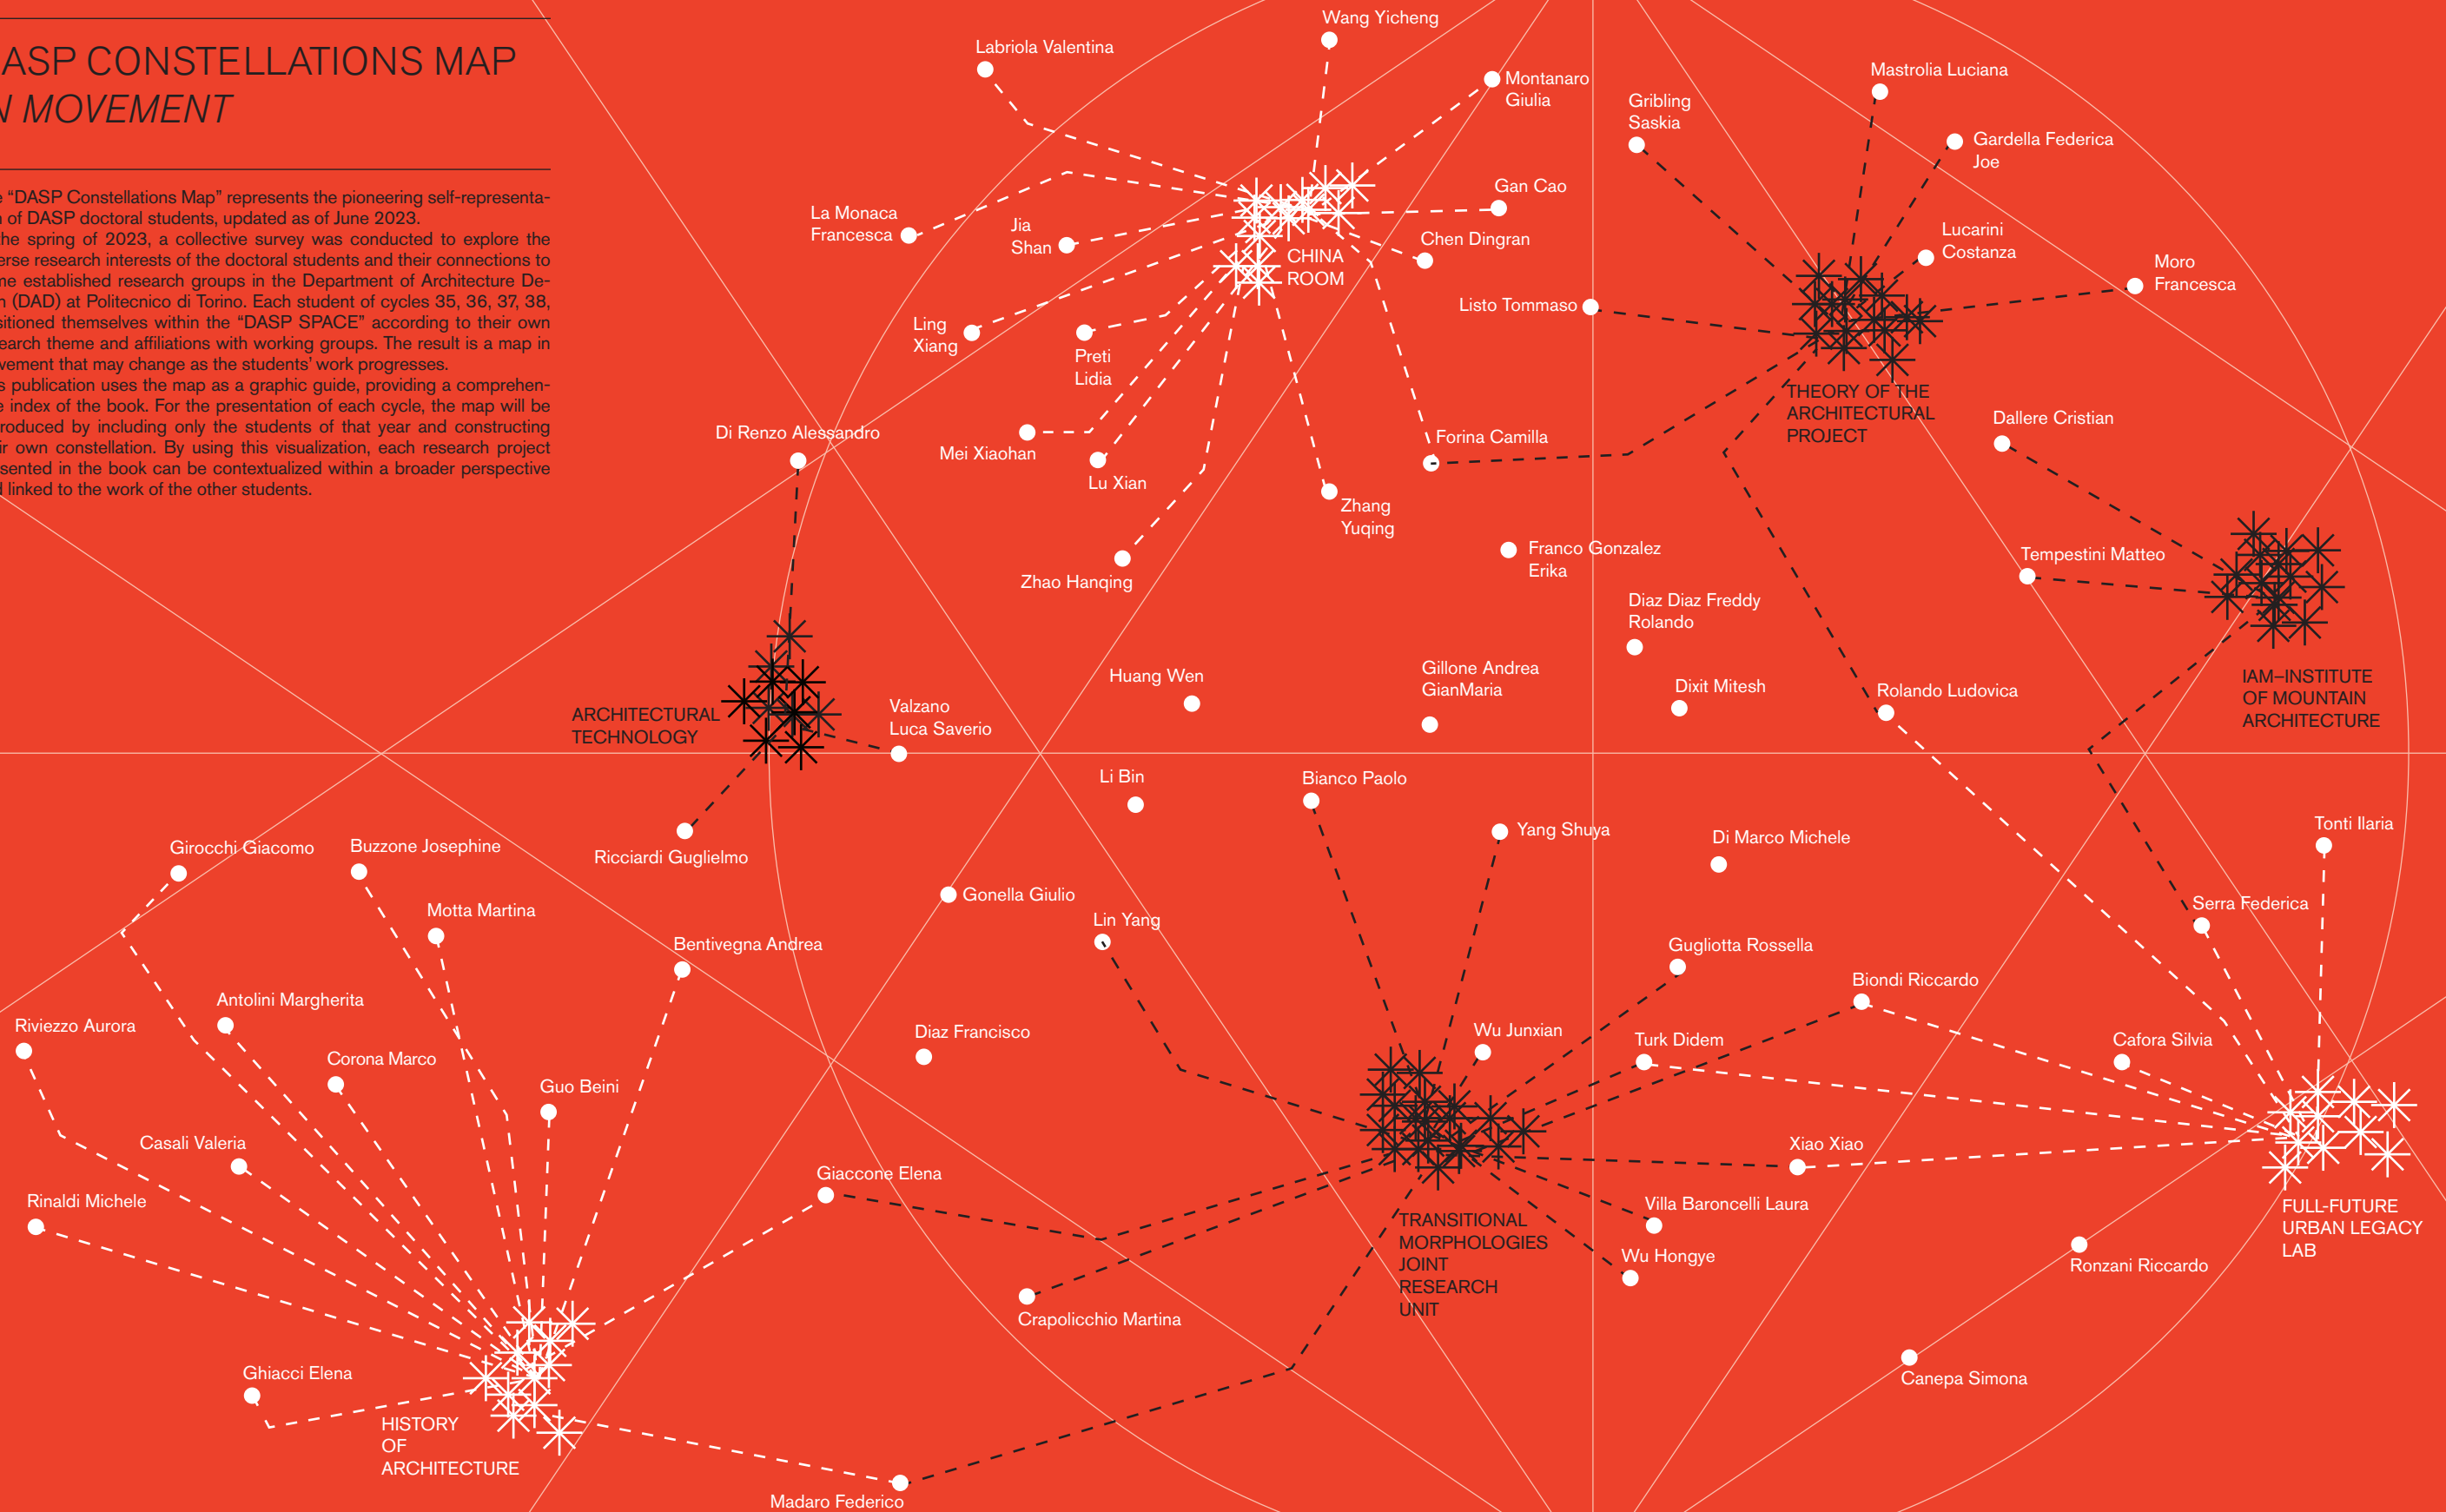 ASP CONSTELLATIONS MAP
N MOVEMENT
e “DASP Constellations Map” represents the pioneering self-representa-
n of DASP doctoral students, updated as of June 2023.
the spring of 2023, a collective survey was conducted to explore the
erse research interests of the doctoral students and their connections to
me established research groups in the Department of Architecture De-
n (DAD) at Politecnico di Torino. Each student of cycles 35, 36, 37, 38,
sitioned themselves within the “DASP SPACE” according to their own
earch theme and affiliations with working groups. The result is a map in
vement that may change as the students’ work progresses.
s publication uses the map as a graphic guide, providing a comprehen-
e index of the book. For the presentation of each cycle, the map will be
roduced by including only the students of that year and constructing
ir own constellation. By using this visualization, each research project
sented in the book can be contextualized within a broader perspective
d linked to the work of the other students.
Wang Yicheng
Labriola Valentina
Montanaro
Giulia
Mastrolia Luciana
Gribling
Saskia
Gardella Federica
Joe
Gan Cao
La Monaca
Francesca
Jia
Shan
Chen Dingran
CHINA
ROOM
Lucarini
Costanza
Moro
Francesca
Listo Tommaso
Ling
Xiang
Preti
Lidia
THEORY OF THE
ARCHITECTURAL
PROJECT
Dallere Cristian
Di Renzo Alessandro
Mei Xiaohan
Forina Camilla
Lu Xian
Zhang
Yuqing
Franco Gonzalez
Erika
Tempestini Matteo
Zhao Hanqing
Diaz Diaz Freddy
Rolando
Huang Wen
Gillone Andrea
GianMaria
Dixit Mitesh
Rolando Ludovica
IAM–INSTITUTE
OF MOUNTAIN
ARCHITECTURE
ARCHITECTURAL
TECHNOLOGY
Valzano
Luca Saverio
Li Bin
Bianco Paolo
Yang Shuya
Di Marco Michele
Tonti Ilaria
Girocchi Giacomo
Buzzone Josephine
Ricciardi Guglielmo
Gonella Giulio
Serra Federica
Motta Martina
Lin Yang
Bentivegna Andrea
Gugliotta Rossella
Biondi Riccardo
Antolini Margherita
Riviezzo Aurora
Diaz Francisco
Wu Junxian
Turk Didem
Cafora Silvia
Corona Marco
Guo Beini
Casali Valeria
Xiao Xiao
Giaccone Elena
Rinaldi Michele
Villa Baroncelli Laura
FULL-FUTURE
URBAN LEGACY
LAB
TRANSITIONAL
MORPHOLOGIES
JOINT
RESEARCH
UNIT
Wu Hongye
Ronzani Riccardo
Crapolicchio Martina
Ghiacci Elena
Canepa Simona
HISTORY
OF
ARCHITECTURE
Madaro Federico